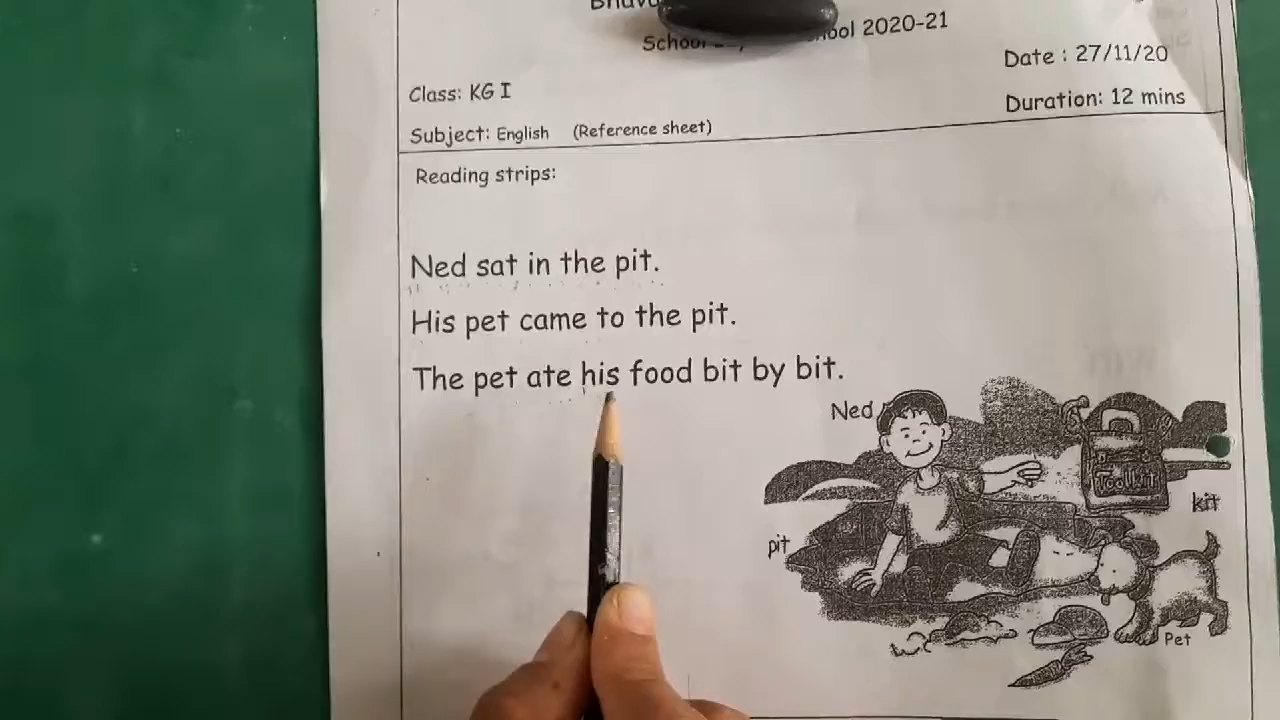 School 2020-21
Date : 27/11/20
Class: KG I
Duration: 12 mins
Subject: English (Reference sheet)
Reading strips:
Ned sat in the pit.
His pet came to the pit.
The pet ate his food bit by bit.
Ned
Toolkit
kit
pit
Pet